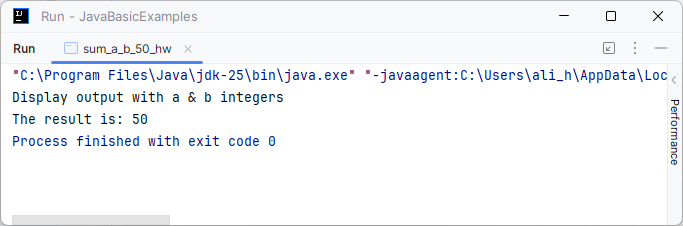 Run - JavaBasicExamples
Run
sum_a_b_50_hw
"C:\Program Files\Java\jdk-25\bin\java.exe" "-javaagent:C:\Users\ali_h\AppData\Loc
Display output with a & b integers
The result is: 50
Process finished with exit code 0
Performance